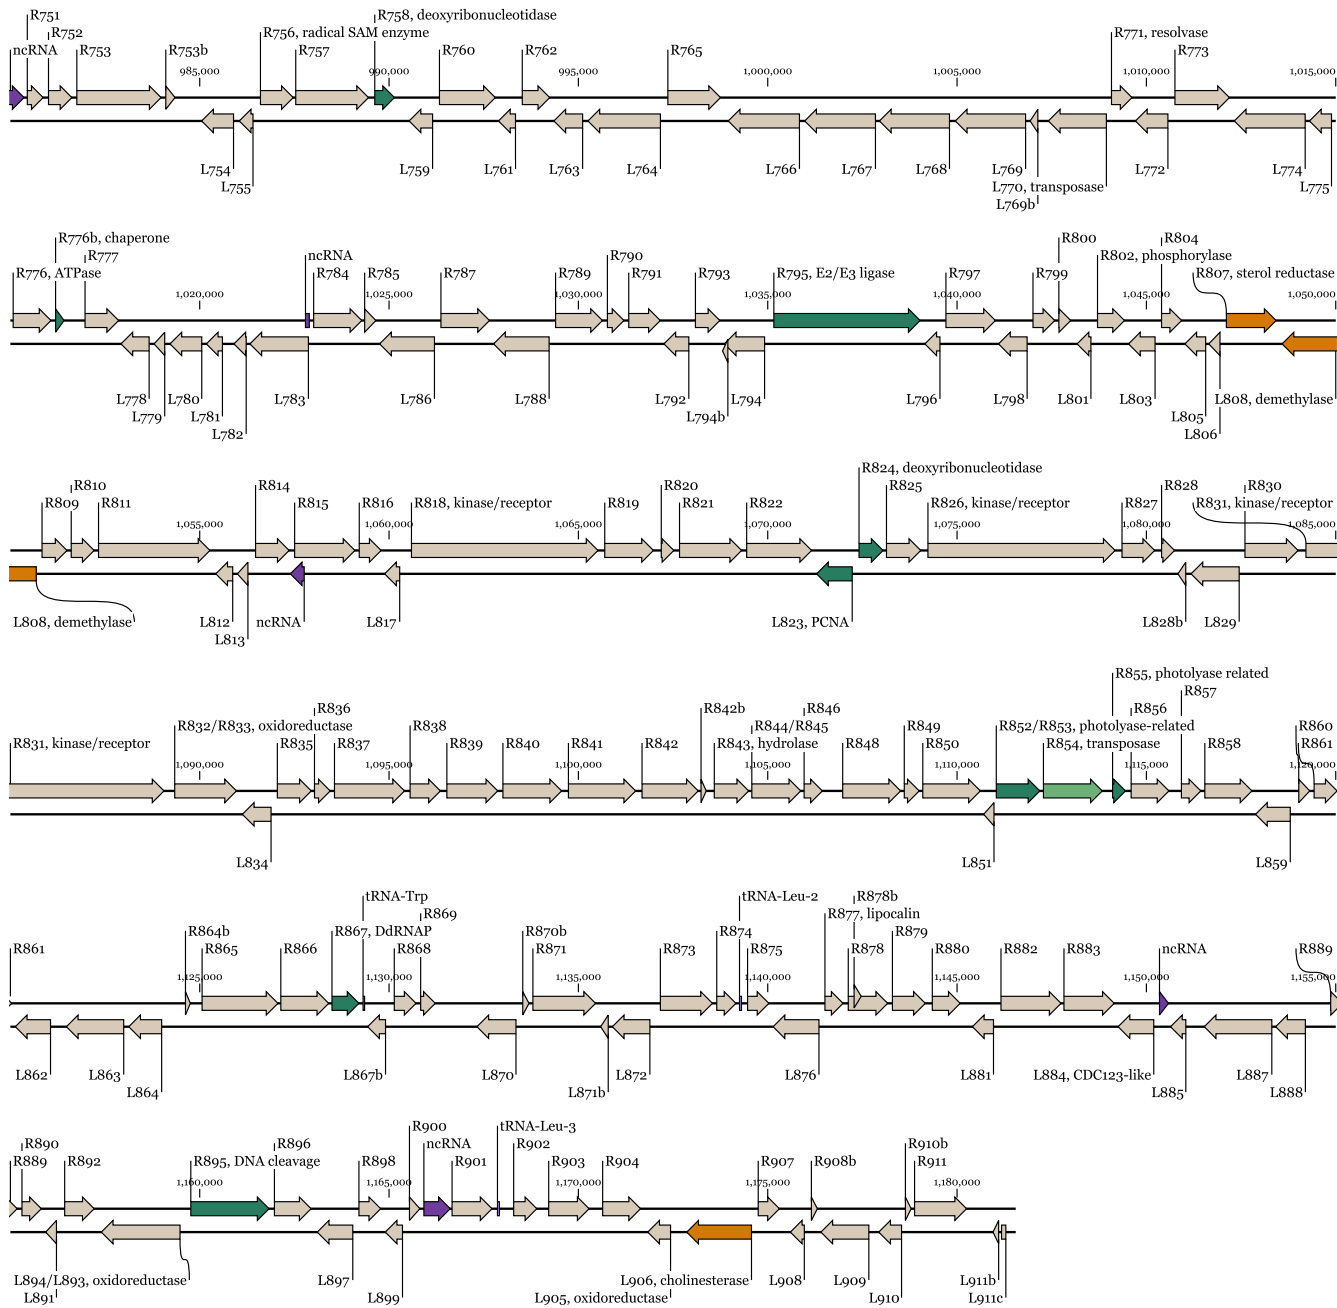 R751 R758, deoxyribonucleotidase
R752 R756, radical SAM enzyme R771, resolvase
ncRNA R753 R753b R757 R760 R762 R765 R773
985,000 990,000 995,000 1,000,000 1,005,000 1,010,000 1,015,000
L754 L759 L761 L763 L764 L766 L767 L768 L769 L772 L774
L755 L770, transposase L775
L769b
R776b, chaperone R800 R804
R777 ncRNA R790 R802, phosphorylase
R776, ATPase R784 R785 R787 R789 R791 R793 R795, E2/E3 ligase R797 R799 R807, sterol reductase
1,020,000 1,025,000 1,030,000 1,035,000 1,040,000 1,045,000 1,050,000
L778 L780 L783 L786 L788 L792 L794 L796 L798 L801 L803 L808, demethylase
L779 L781 L794b L805
L782 L806
R824, deoxyribonucleotidase
R810 R814 R820 R825 R828 R830
R809 R811 R815 R816 R818, kinase/receptor R819 R821 R822 R826, kinase/receptor R827 R831, kinase/receptor
1,055,000 1,060,000 1,065,000 1,070,000 1,075,000 1,080,000 1,085,000
L808, demethylase L812 ncRNA L817 L823, PCNA L828b L829
L813
R855, photolyase related
R857
R836 R842b R846 R856
R832/R833, oxidoreductase R838 R844/R845 R849 R852/R853, photolyase-related R860
R831, kinase/receptor R835 R837 R839 R840 R841 R842 R843, hydrolase R848 R850 R854, transposase R858 R861
1,090,000 1,095,000 1,100,000 1,105,000 1,110,000 1,115,000 1,120,000
L834 L851 L859
tRNA-Trp tRNA-Leu-2 R878b
R869 R877, lipocalin
R864b R867, DdRNAP R870b R874 R879
R861 R865 R866 R868 R871 R873 R875 R878 R880 R882 R883 ncRNA R889
1,125,000 1,130,000 1,135,000 1,140,000 1,145,000 1,150,000 1,155,000
L862 L863 L867b L870 L872 L876 L881 L884, CDC123-like L887
L864 L871b L885 L888
R900 tRNA-Leu-3
R890 R896 ncRNA R902 R910b
R889 R892 R895, DNA cleavage R898 R901 R903 R904 R907 R908b R911
1,160,000 1,165,000 1,170,000 1,175,000 1,180,000
L894/L893, oxidoreductase L897 L906, cholinesterase L908 L909 L911b
L891 L899 L905, oxidoreductase L910 L911c